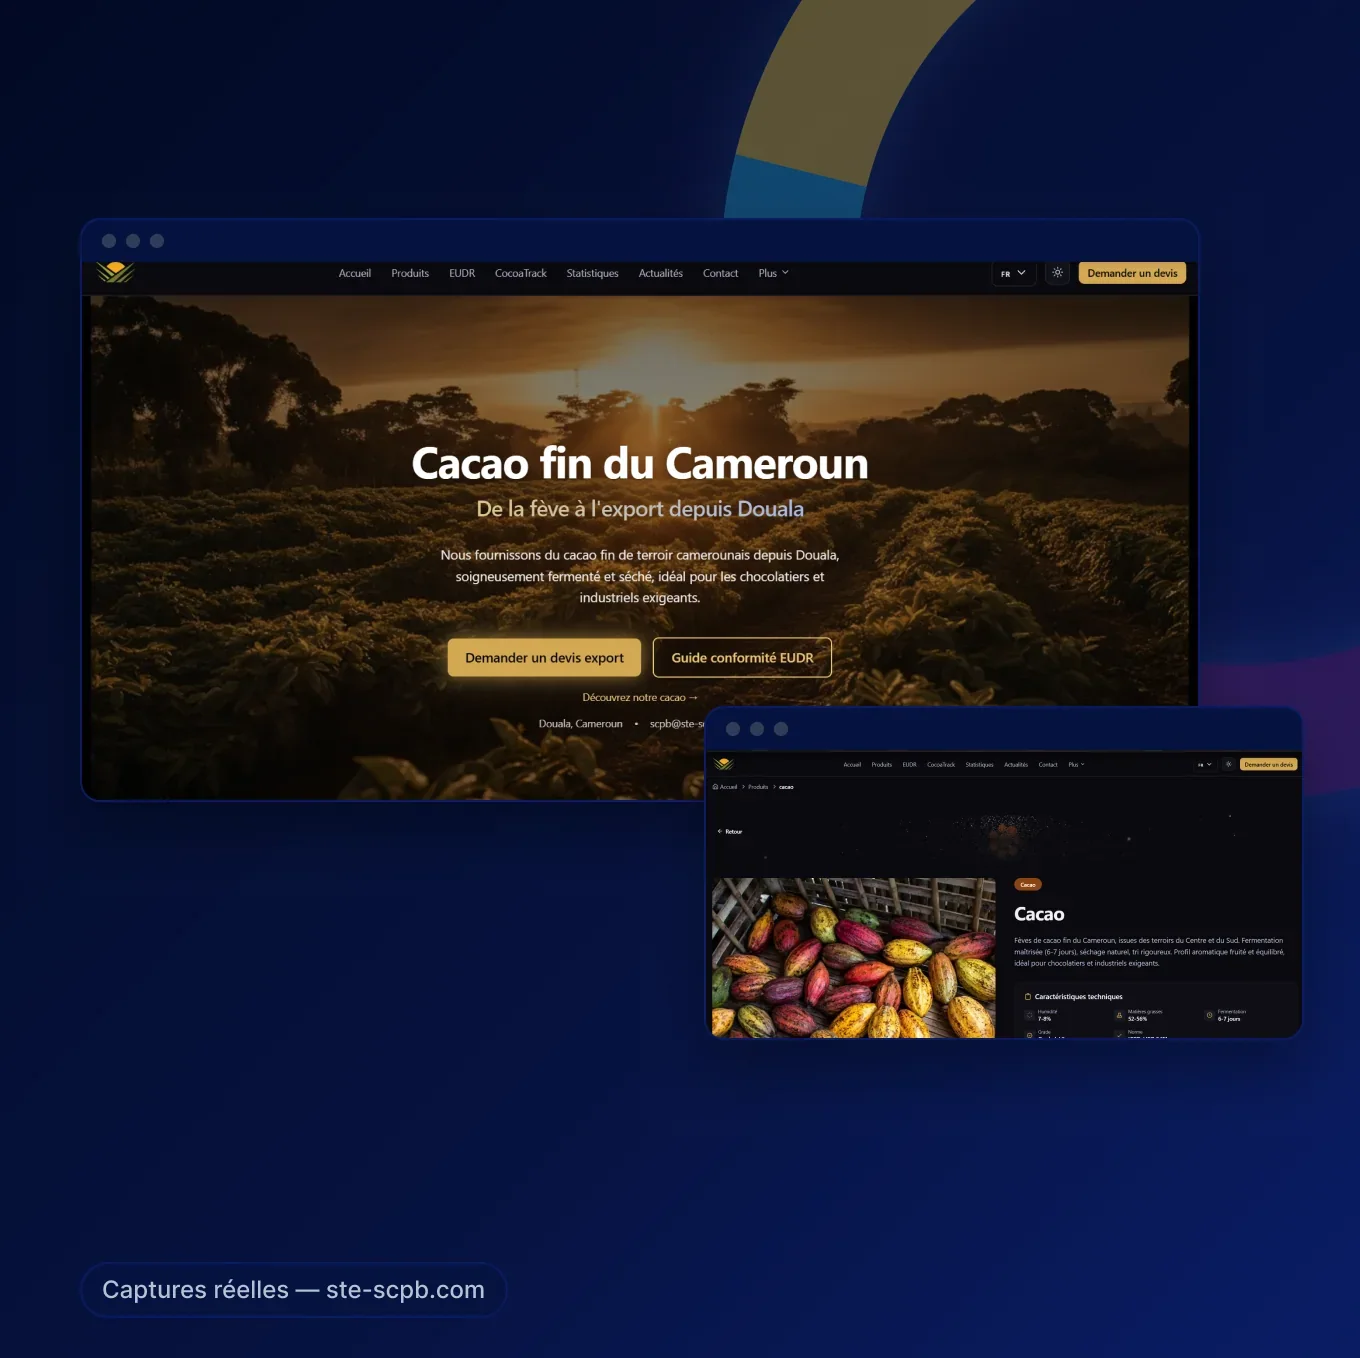 Accueil Produits EUDR CocoaTrack Statistiques Actualités Contact Plus FR Demander un devis
Cacao fin du Cameroun
De la fève à l'export depuis Douala
Nous fournissons du cacao fin de terroir camerounais depuis Douala,
soigneusement fermenté et séché, idéal pour les chocolatiers et
industriels exigeants.
Demander un devis export Guide conformité EUDR
Découvrez notre cacao →
Douala, Cameroun • scpb@ste-s
Accueil Produits EUDR CocoaTrack Statistiques Actualités Contact Plus FR Demander un devis
Accueil > Produits > cacao
← Retour
Cacao
Cacao
Fèves de cacao fin du Cameroun, issues des terroirs du Centre et du Sud. Fermentation
maîtrisée (6-7 jours), séchage naturel, tri rigoureux. Profil aromatique fruité et équilibré,
idéal pour chocolatiers et industriels exigeants.
Caractéristiques techniques
Humidité Matières grasses Fermentation
7-8% 52-56% 6-7 jours
Grade Norme
Captures réelles — ste-scpb.com